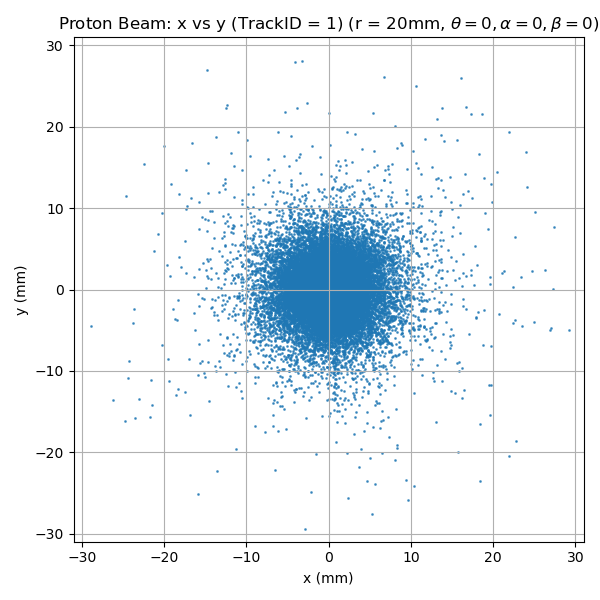 Proton Beam: x vs y (TrackID = 1) (r = 20mm, θ = 0, α = 0, β = 0)
30
20
10
0
−10
−20
−30
y (mm)
−30 −20 −10 0 10 20 30
x (mm)